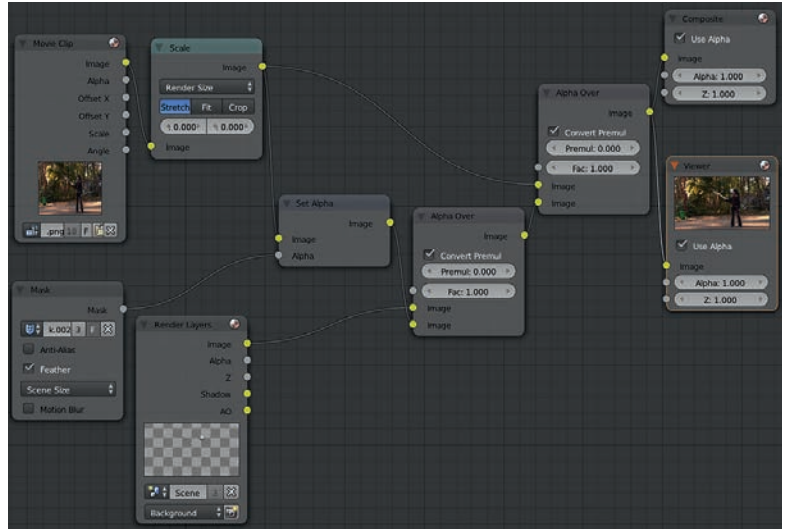 Movie Clip
Image
Alpha
Offset X
Offset Y
Scale
Angle
.png 10 F
Scale
Image
Render Size
Stretch Fit Crop
0.000 0.000
Image
Set Alpha
Image
Image
Alpha
Mask
Mask
k.002 3 F
Anti-Alias
Feather
Scene Size
Motion Blur
Render Layers
Image
Alpha
Z
Shadow
AO
Scene 3
Background
Alpha Over
Image
Convert Premul
Premul: 0.000
Fac: 1.000
Image
Image
Alpha Over
Image
Convert Premul
Premul: 0.000
Fac: 1.000
Image
Image
Composite
Use Alpha
Image
Alpha: 1.000
Z: 1.000
Viewer
Use Alpha
Image
Alpha: 1.000
Z: 1.000